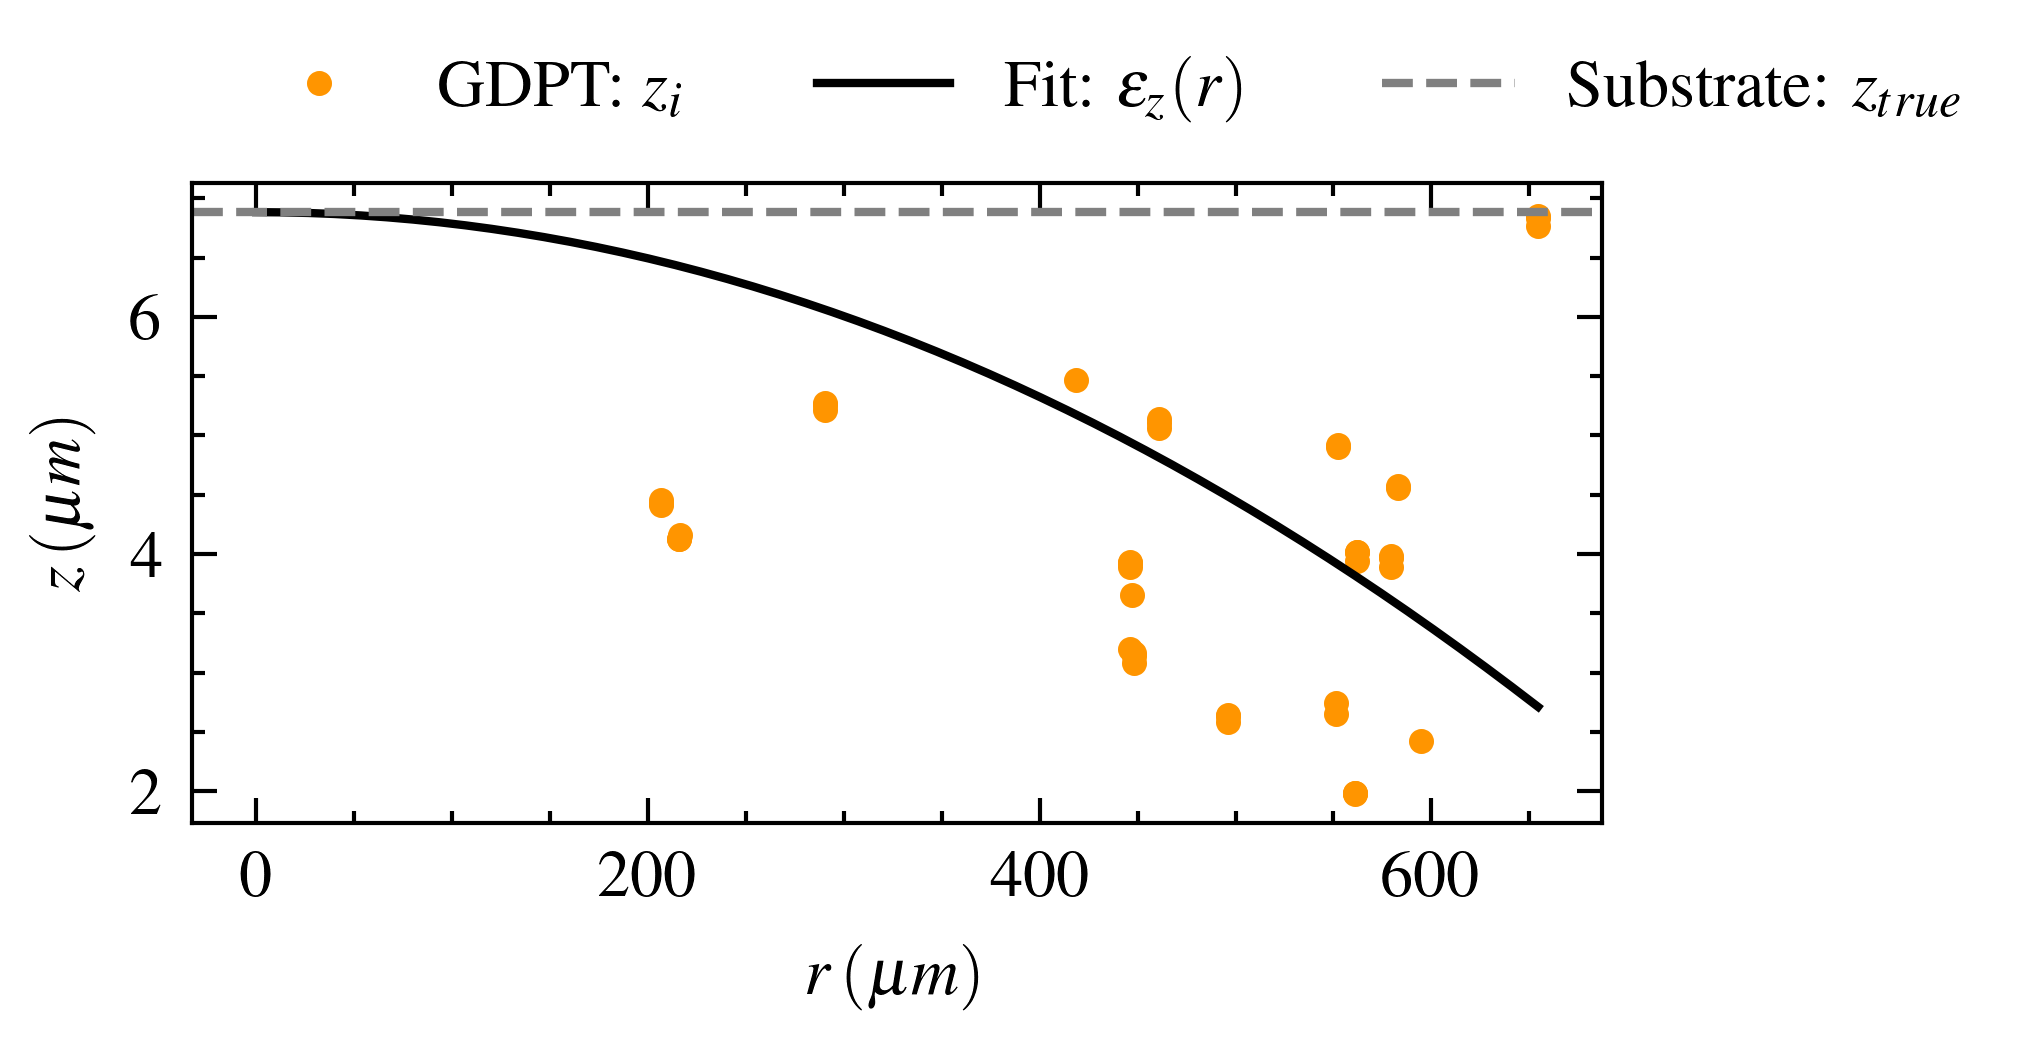 GDPT: z_i Fit: ε_z(r) Substrate: z_true
6
4
2
z (μm)
0 200 400 600
r (μm)